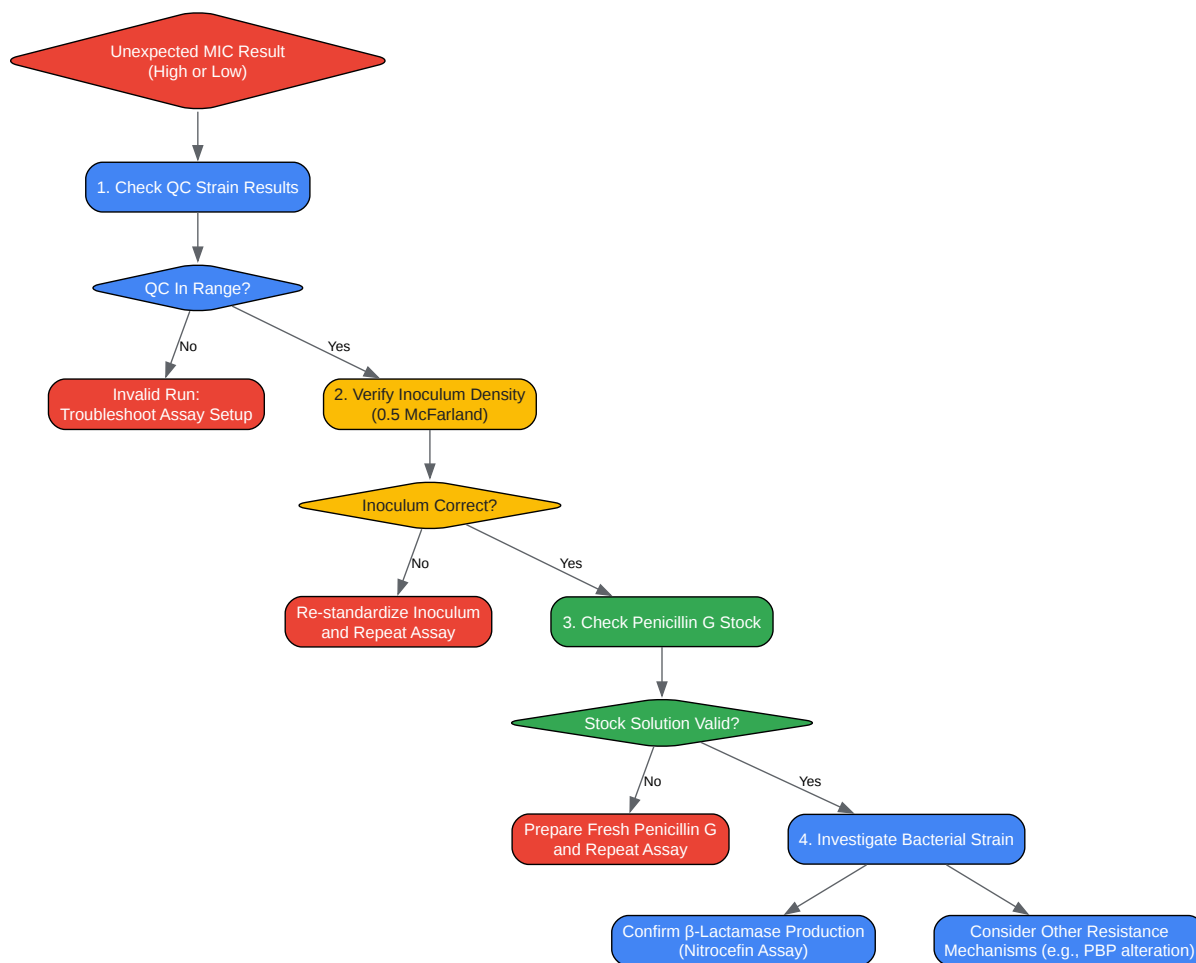 Unexpected MIC Result
(High or Low)
1. Check QC Strain Results
QC In Range?
No
Yes
Invalid Run:
Troubleshoot Assay Setup
2. Verify Inoculum Density
(0.5 McFarland)
Inoculum Correct?
No
Yes
Re-standardize Inoculum
and Repeat Assay
3. Check Penicillin G Stock
Stock Solution Valid?
No
Yes
Prepare Fresh Penicillin G
and Repeat Assay
4. Investigate Bacterial Strain
Confirm β-Lactamase Production
(Nitrocefin Assay)
Consider Other Resistance
Mechanisms (e.g., PBP alteration)